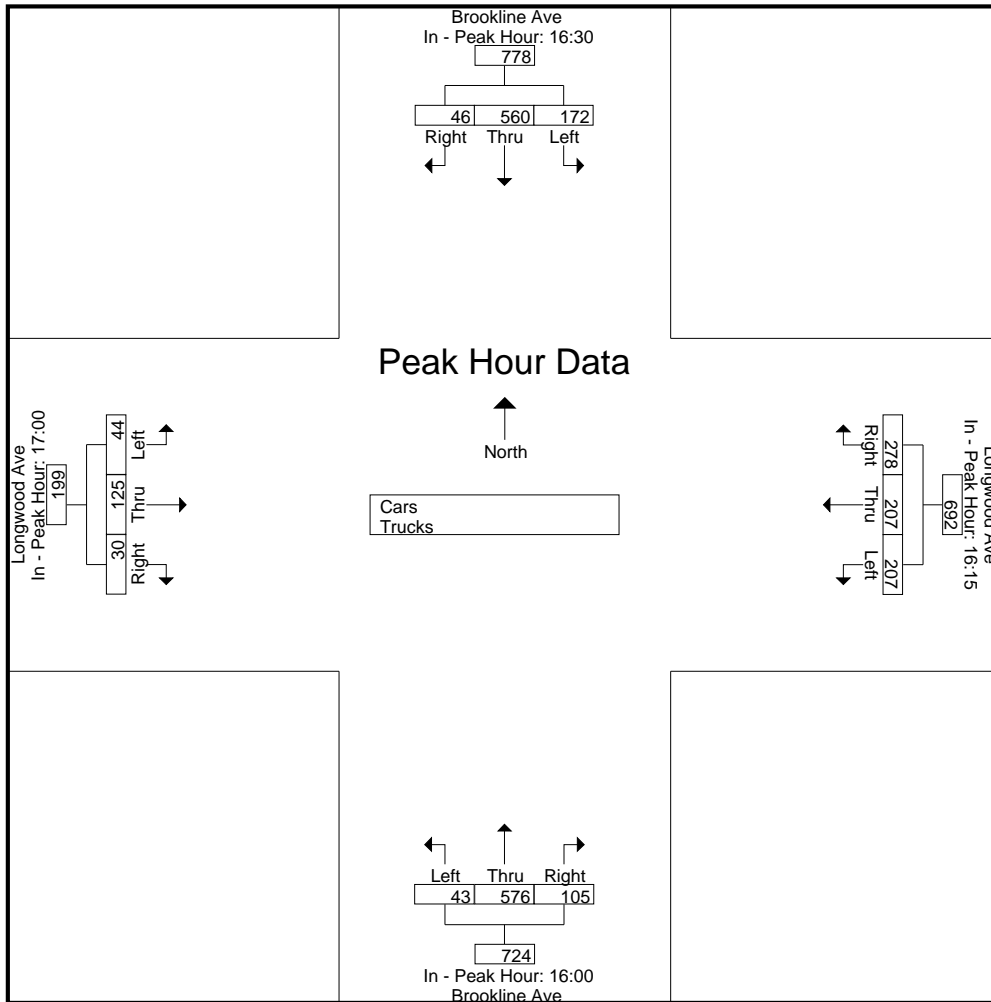 Brookline Ave
In - Peak Hour: 16:30
778
46 560 172
Right Thru Left
Peak Hour Data
North
Cars
Trucks
Longwood Ave
In - Peak Hour: 17:00
199
44 125 30
Left Thru Right
Longwood Ave
In - Peak Hour: 16:15
692
278 207 207
Right Thru Left
Left Thru Right
43 576 105
724
In - Peak Hour: 16:00
Brookline Ave